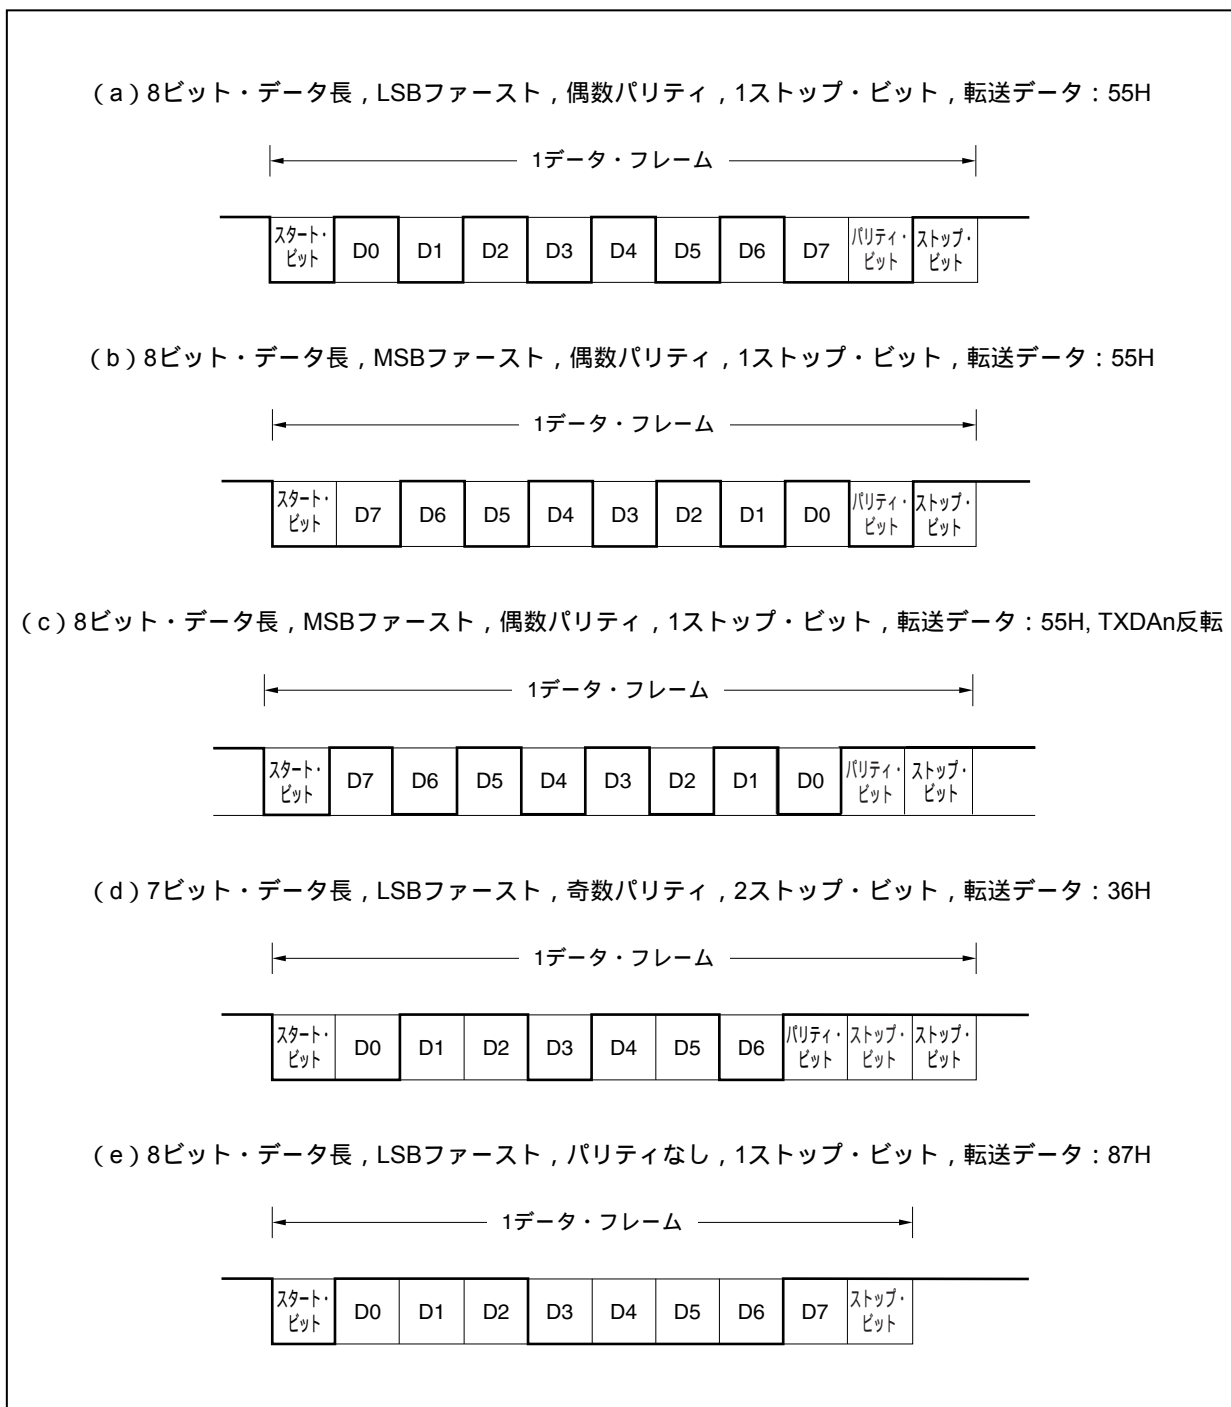 (a)8ビット・データ長,LSBファースト,偶数パリティ,1ストップ・ビット,転送データ:55H
1データ・フレーム
スタート・ビット D0 D1 D2 D3 D4 D5 D6 D7 パリティ・ビット ストップ・ビット
(b)8ビット・データ長,MSBファースト,偶数パリティ,1ストップ・ビット,転送データ:55H
1データ・フレーム
スタート・ビット D7 D6 D5 D4 D3 D2 D1 D0 パリティ・ビット ストップ・ビット
(c)8ビット・データ長,MSBファースト,偶数パリティ,1ストップ・ビット,転送データ:55H, TXDAn反転
1データ・フレーム
スタート・ビット D7 D6 D5 D4 D3 D2 D1 D0 パリティ・ビット ストップ・ビット
(d)7ビット・データ長,LSBファースト,奇数パリティ,2ストップ・ビット,転送データ:36H
1データ・フレーム
スタート・ビット D0 D1 D2 D3 D4 D5 D6 パリティ・ビット ストップ・ビット ストップ・ビット
(e)8ビット・データ長,LSBファースト,パリティなし,1ストップ・ビット,転送データ:87H
1データ・フレーム
スタート・ビット D0 D1 D2 D3 D4 D5 D6 D7 ストップ・ビット